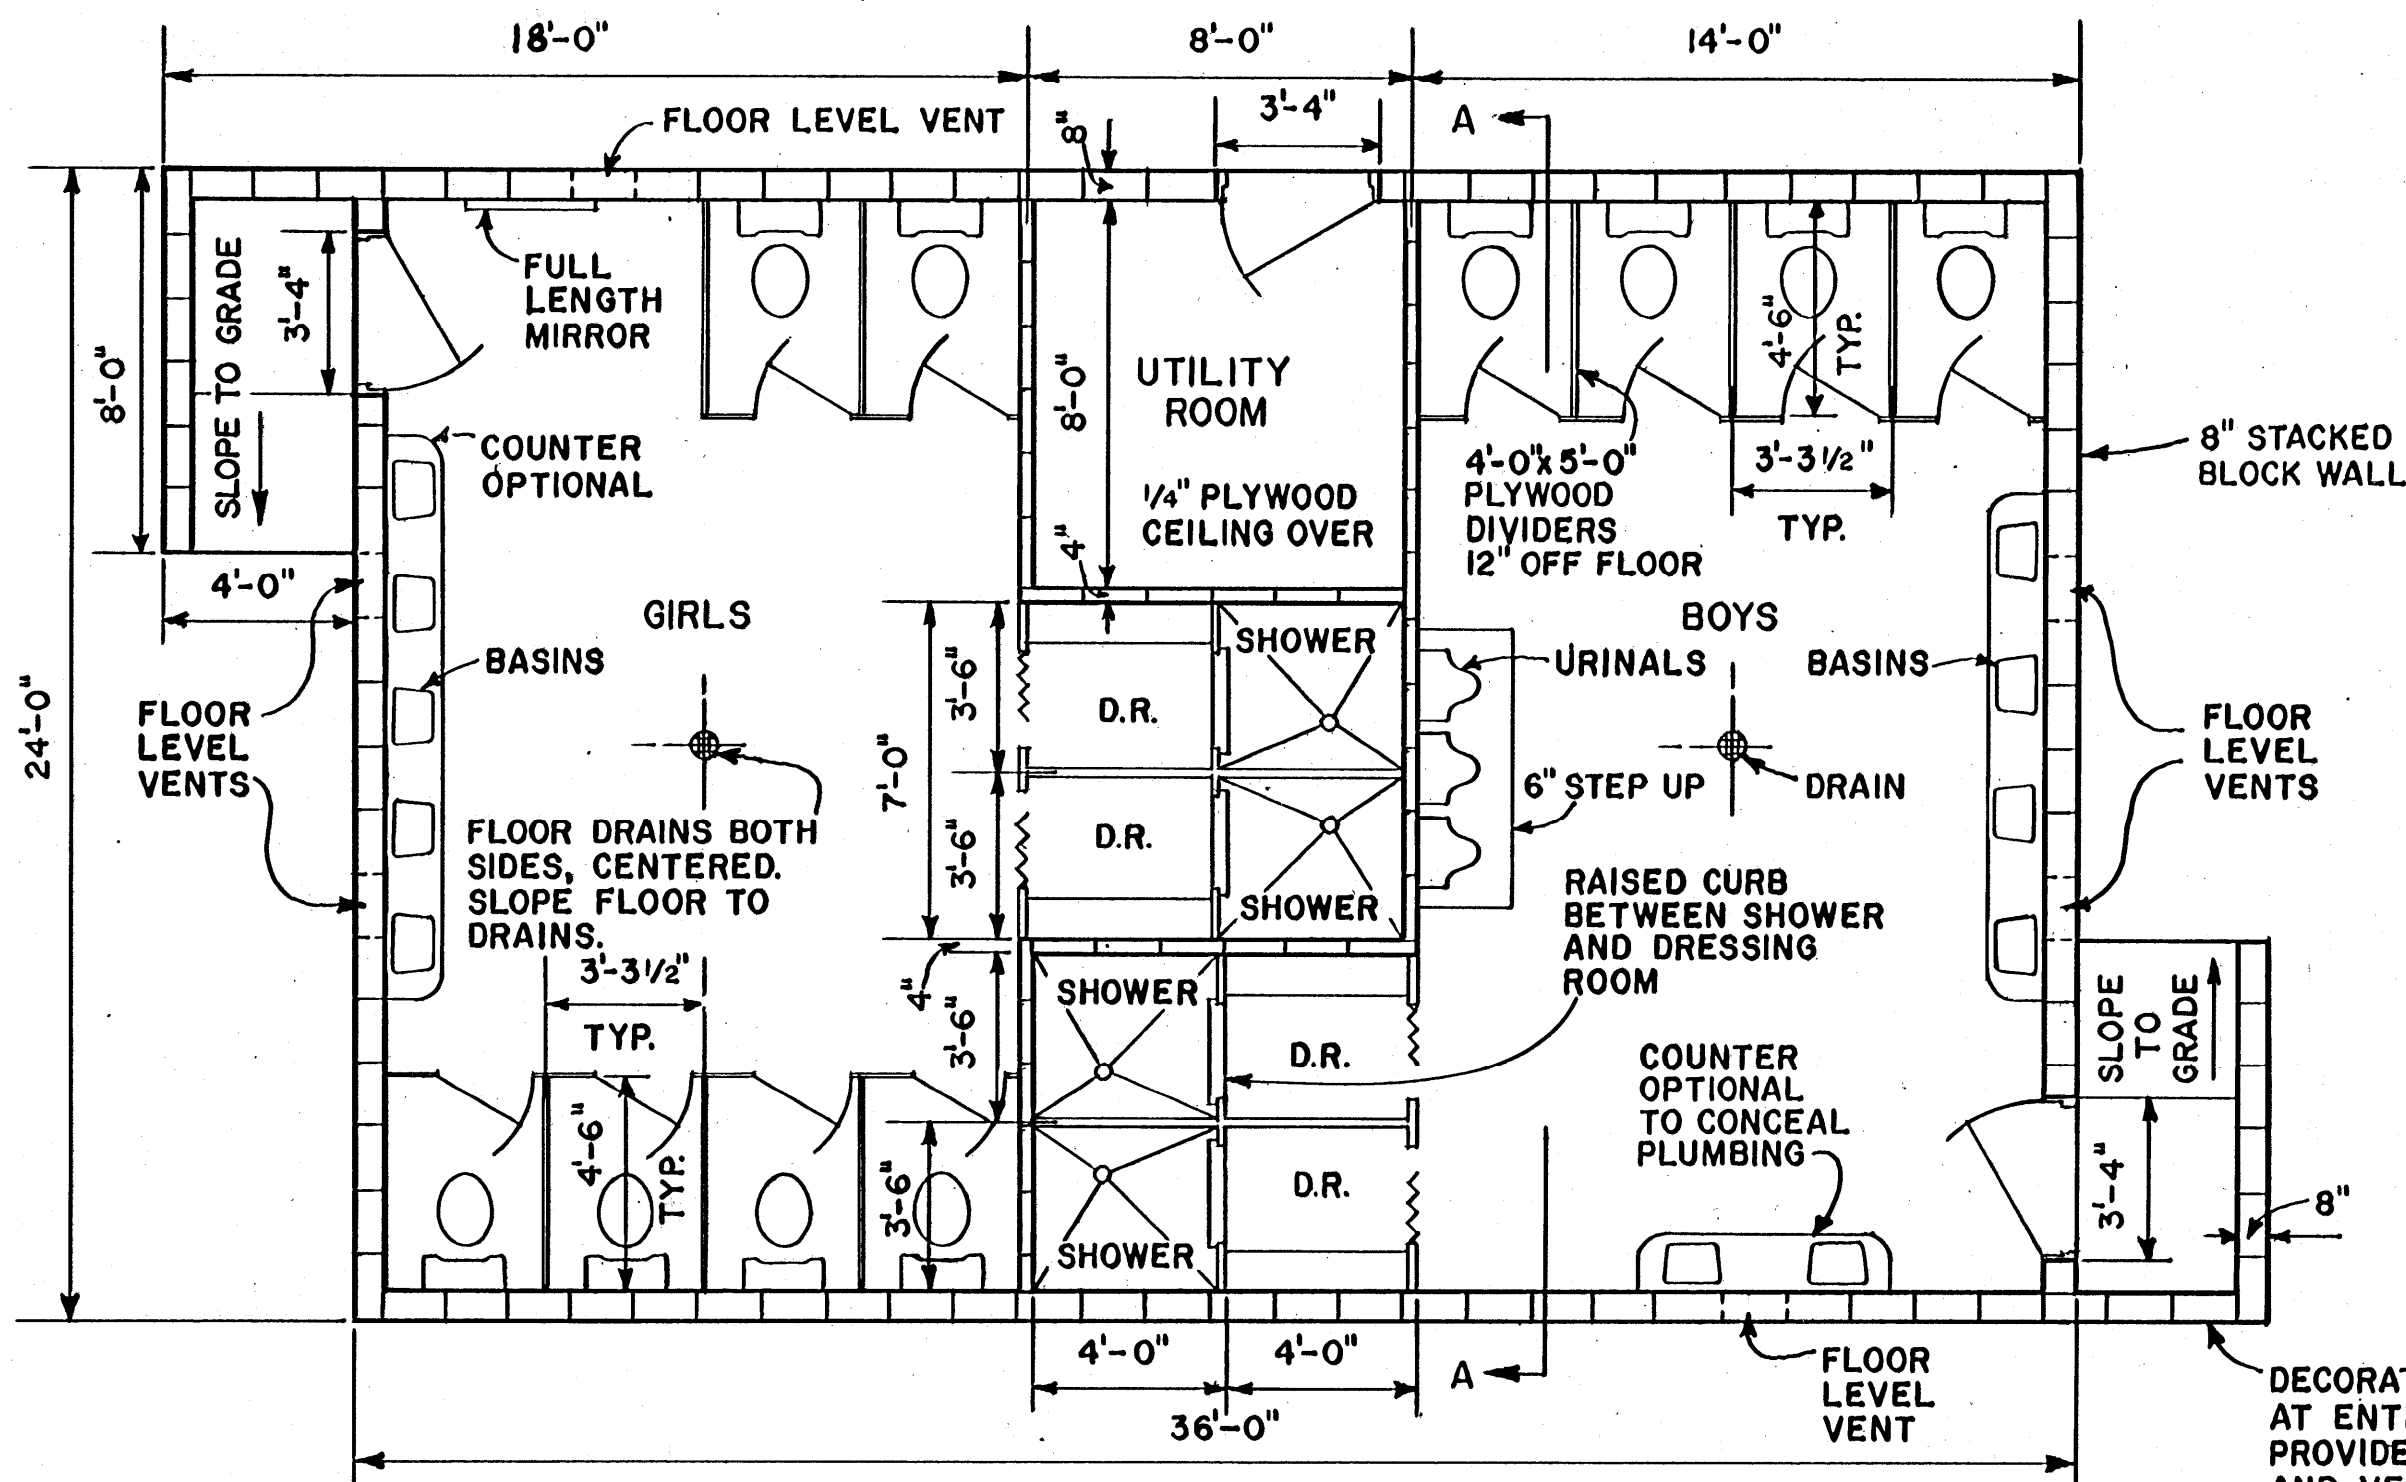 18'-0"
8'-0"
14'-0"
FLOOR LEVEL VENT
8"
3'-4"
A
24'-0"
8'-0"
SLOPE TO GRADE
3'-4"
FULL
LENGTH
MIRROR
COUNTER
OPTIONAL
4'-0"
FLOOR
LEVEL
VENTS
GIRLS
BASINS
FLOOR DRAINS BOTH
SIDES, CENTERED.
SLOPE FLOOR TO
DRAINS.
3'-3 1/2"
TYP.
4'-6"
TYP.
8'-0"
UTILITY
ROOM
1/4" PLYWOOD
CEILING OVER
4"
7'-0"
3'-6"
3'-6"
4"
3'-6"
3'-6"
D.R.
D.R.
SHOWER
SHOWER
SHOWER
SHOWER
D.R.
D.R.
4'-6"
TYP.
4'-0" x 5'-0"
PLYWOOD
DIVIDERS
12" OFF FLOOR
3'-3 1/2"
TYP.
8" STACKED
BLOCK WALL
BOYS
URINALS
BASINS
6" STEP UP
DRAIN
FLOOR
LEVEL
VENTS
RAISED CURB
BETWEEN SHOWER
AND DRESSING
ROOM
COUNTER
OPTIONAL
TO CONCEAL
PLUMBING
SLOPE
TO
GRADE
3'-4"
8"
4'-0"
4'-0"
A
36'-0"
FLOOR
LEVEL
VENT
AT
PROVIDE